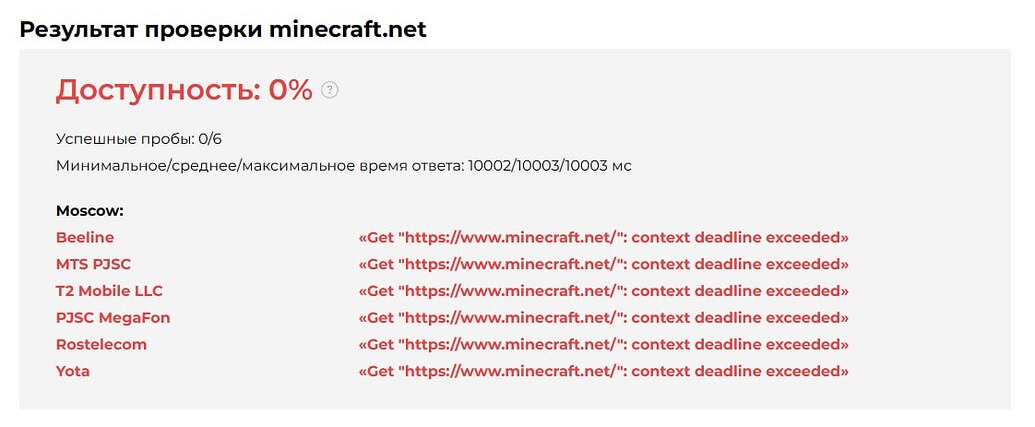 Результат проверки minecraft.net
Доступность: 0% ?
Успешные пробы: 0/6
Минимальное/среднее/максимальное время ответа: 10002/10003/10003 мс
Moscow:
Beeline «Get "https://www.minecraft.net/": context deadline exceeded»
MTS PJSC «Get "https://www.minecraft.net/": context deadline exceeded»
T2 Mobile LLC «Get "https://www.minecraft.net/": context deadline exceeded»
PJSC MegaFon «Get "https://www.minecraft.net/": context deadline exceeded»
Rostelecom «Get "https://www.minecraft.net/": context deadline exceeded»
Yota «Get "https://www.minecraft.net/": context deadline exceeded»